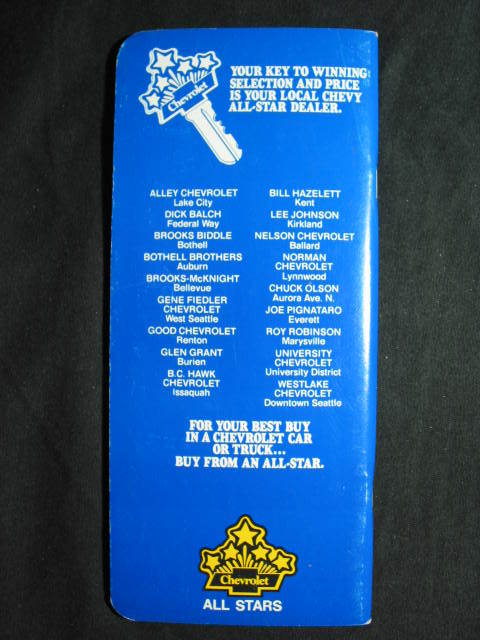 Chevrolet
YOUR KEY TO WINNING
SELECTION AND PRICE
IS YOUR LOCAL CHEVY
ALL-STAR DEALER.
ALLEY CHEVROLET
Lake City
DICK BALCH
Federal Way
BROOKS BIDDLE
Bothell
BOTHELL BROTHERS
Auburn
BROOKS-McKNIGHT
Bellevue
GENE FIEDLER
CHEVROLET
West Seattle
GOOD CHEVROLET
Renton
GLEN GRANT
Burien
B.C. HAWK
CHEVROLET
Issaquah
BILL HAZELETT
Kent
LEE JOHNSON
Kirkland
NELSON CHEVROLET
Ballard
NORMAN
CHEVROLET
Lynnwood
CHUCK OLSON
Aurora Ave. N.
JOE PIGNATARO
Everett
ROY ROBINSON
Marysville
UNIVERSITY
CHEVROLET
University District
WESTLAKE
CHEVROLET
Downtown Seattle
FOR YOUR BEST BUY
IN A CHEVROLET CAR
OR TRUCK...
BUY FROM AN ALL-STAR.
Chevrolet
ALL STARS